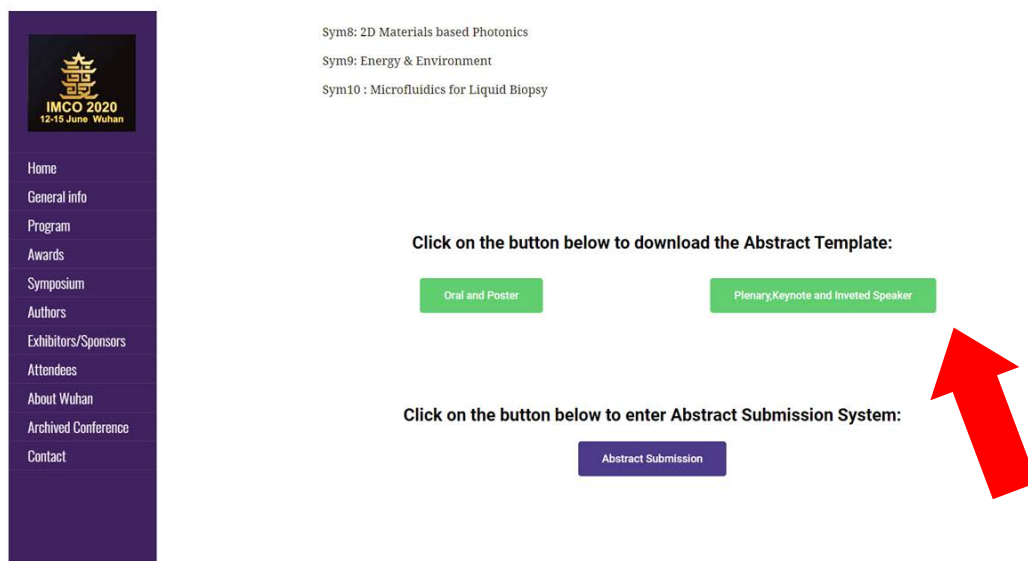 IMCO 2020
12-15 June Wuhan
Home
General info
Program
Awards
Symposium
Authors
Exhibitors/Sponsors
Attendees
About Wuhan
Archived Conference
Contact
Sym8: 2D Materials based Photonics
Sym9: Energy & Environment
Sym10 : Microfluidics for Liquid Biopsy
Click on the button below to download the Abstract Template:
Oral and Poster
Plenary,Keynote and Inveted Speaker
Click on the button below to enter Abstract Submission System:
Abstract Submission